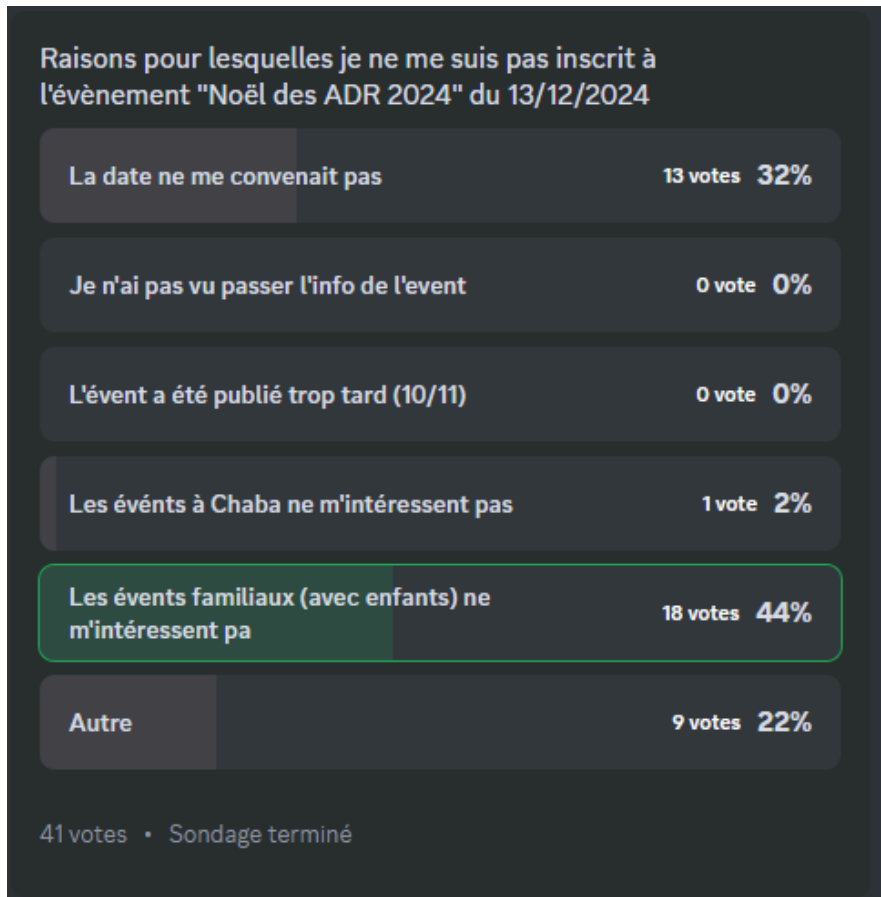 Raisons pour lesquelles je ne me suis pas inscrit à
l'évènement "Noël des ADR 2024" du 13/12/2024
La date ne me convenait pas 13 votes 32%
Je n'ai pas vu passer l'info de l'event 0 vote 0%
L'évent a été publié trop tard (10/11) 0 vote 0%
Les événts à Chaba ne m'intéressent pas 1 vote 2%
Les évents familiaux (avec enfants) ne
m'intéressent pa 18 votes 44%
Autre 9 votes 22%
41 votes • Sondage terminé